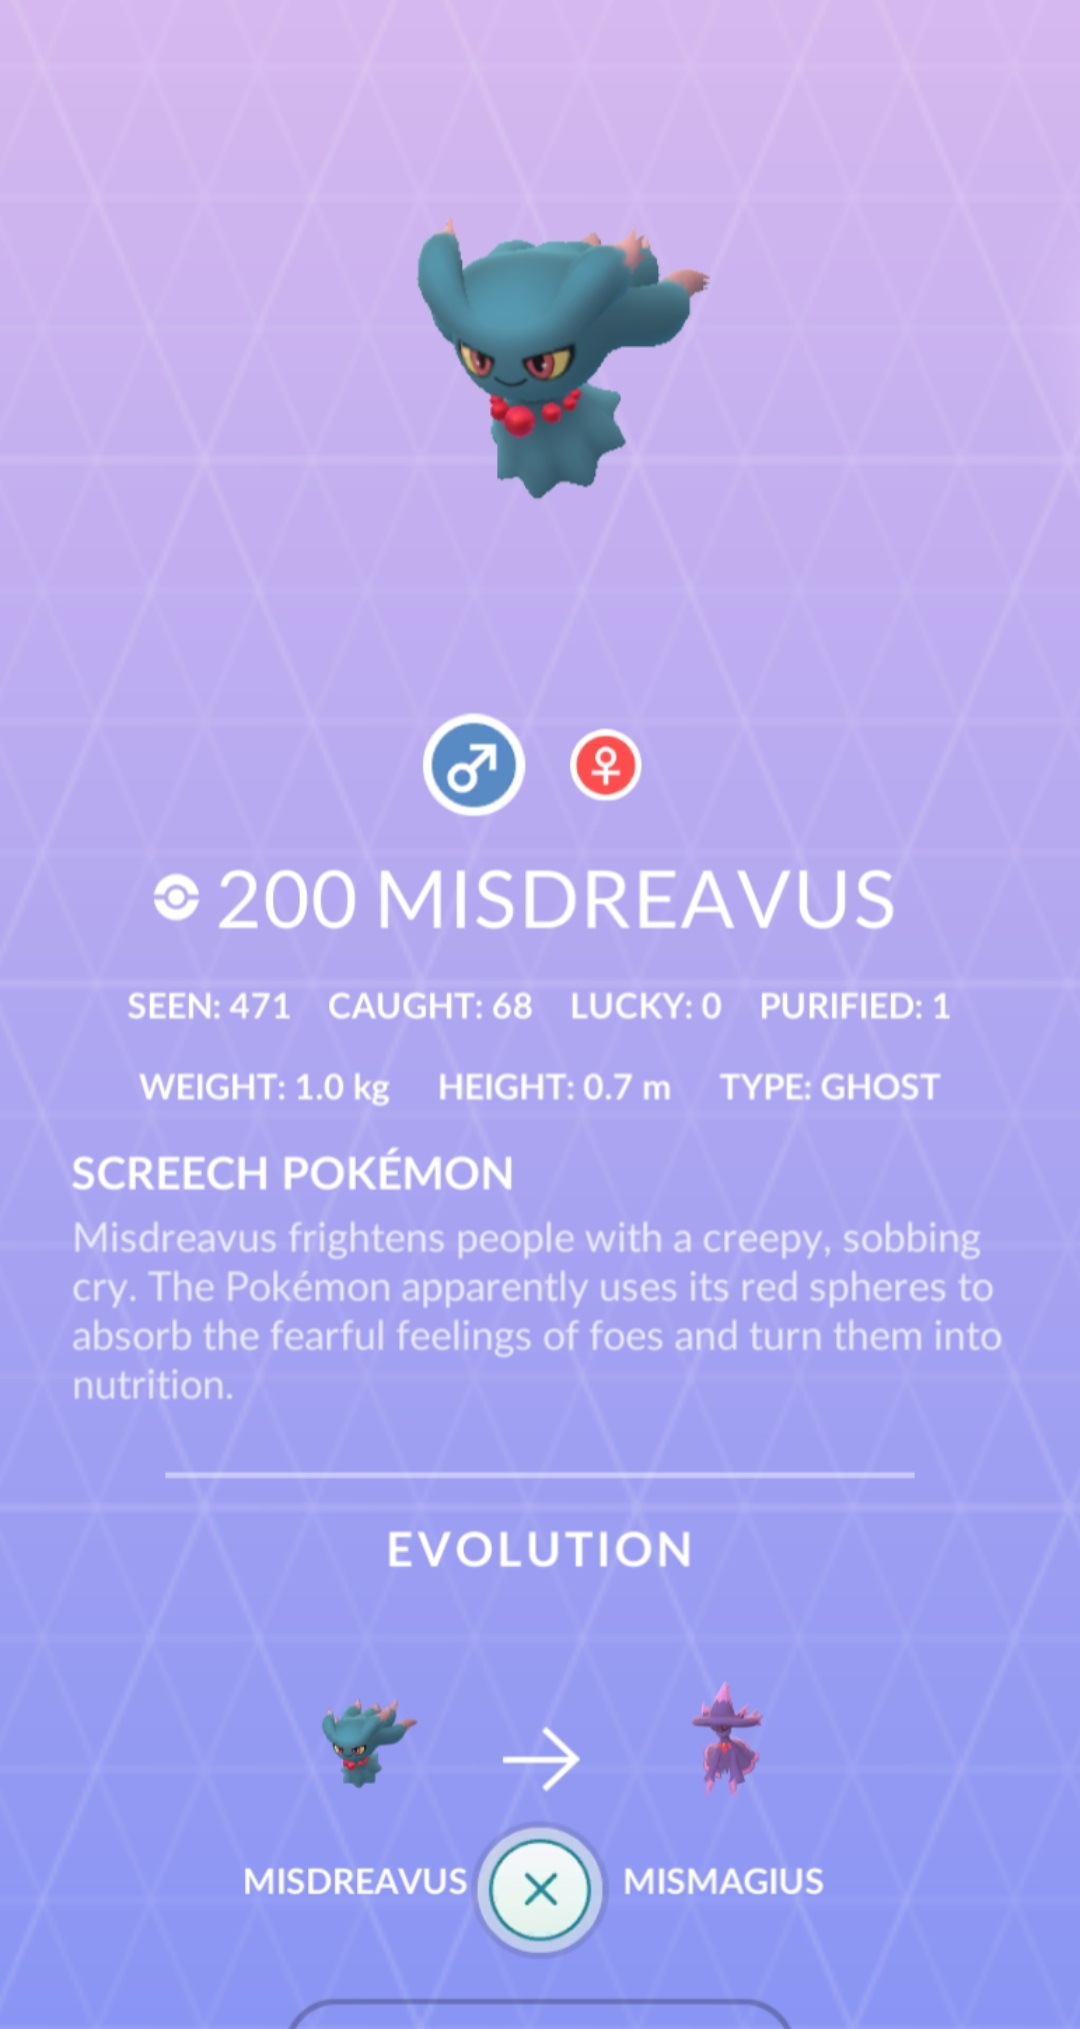 200 MISDREAVUS
SEEN: 471 CAUGHT: 68 LUCKY: 0 PURIFIED: 1
WEIGHT: 1.0 kg HEIGHT: 0.7 m TYPE: GHOST
SCREECH POKÉMON
Misdreavus frightens people with a creepy, sobbing
cry. The Pokémon apparently uses its red spheres to
absorb the fearful feelings of foes and turn them into
nutrition.
EVOLUTION
MISDREAVUS MISMAGIUS